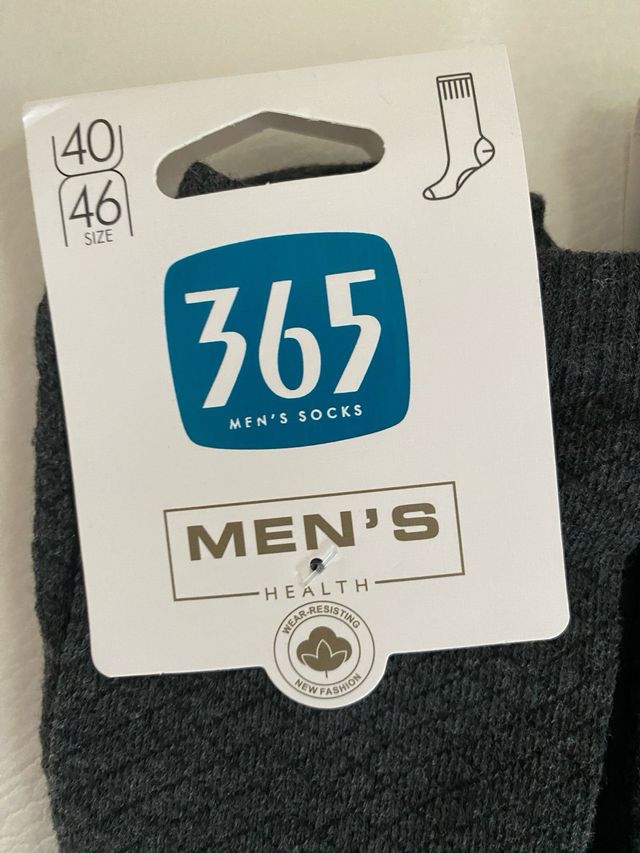 40
46
SIZE
365
MEN'S SOCKS
MEN'S
HEALTH
WEAR-RESISTING
NEW FASHION